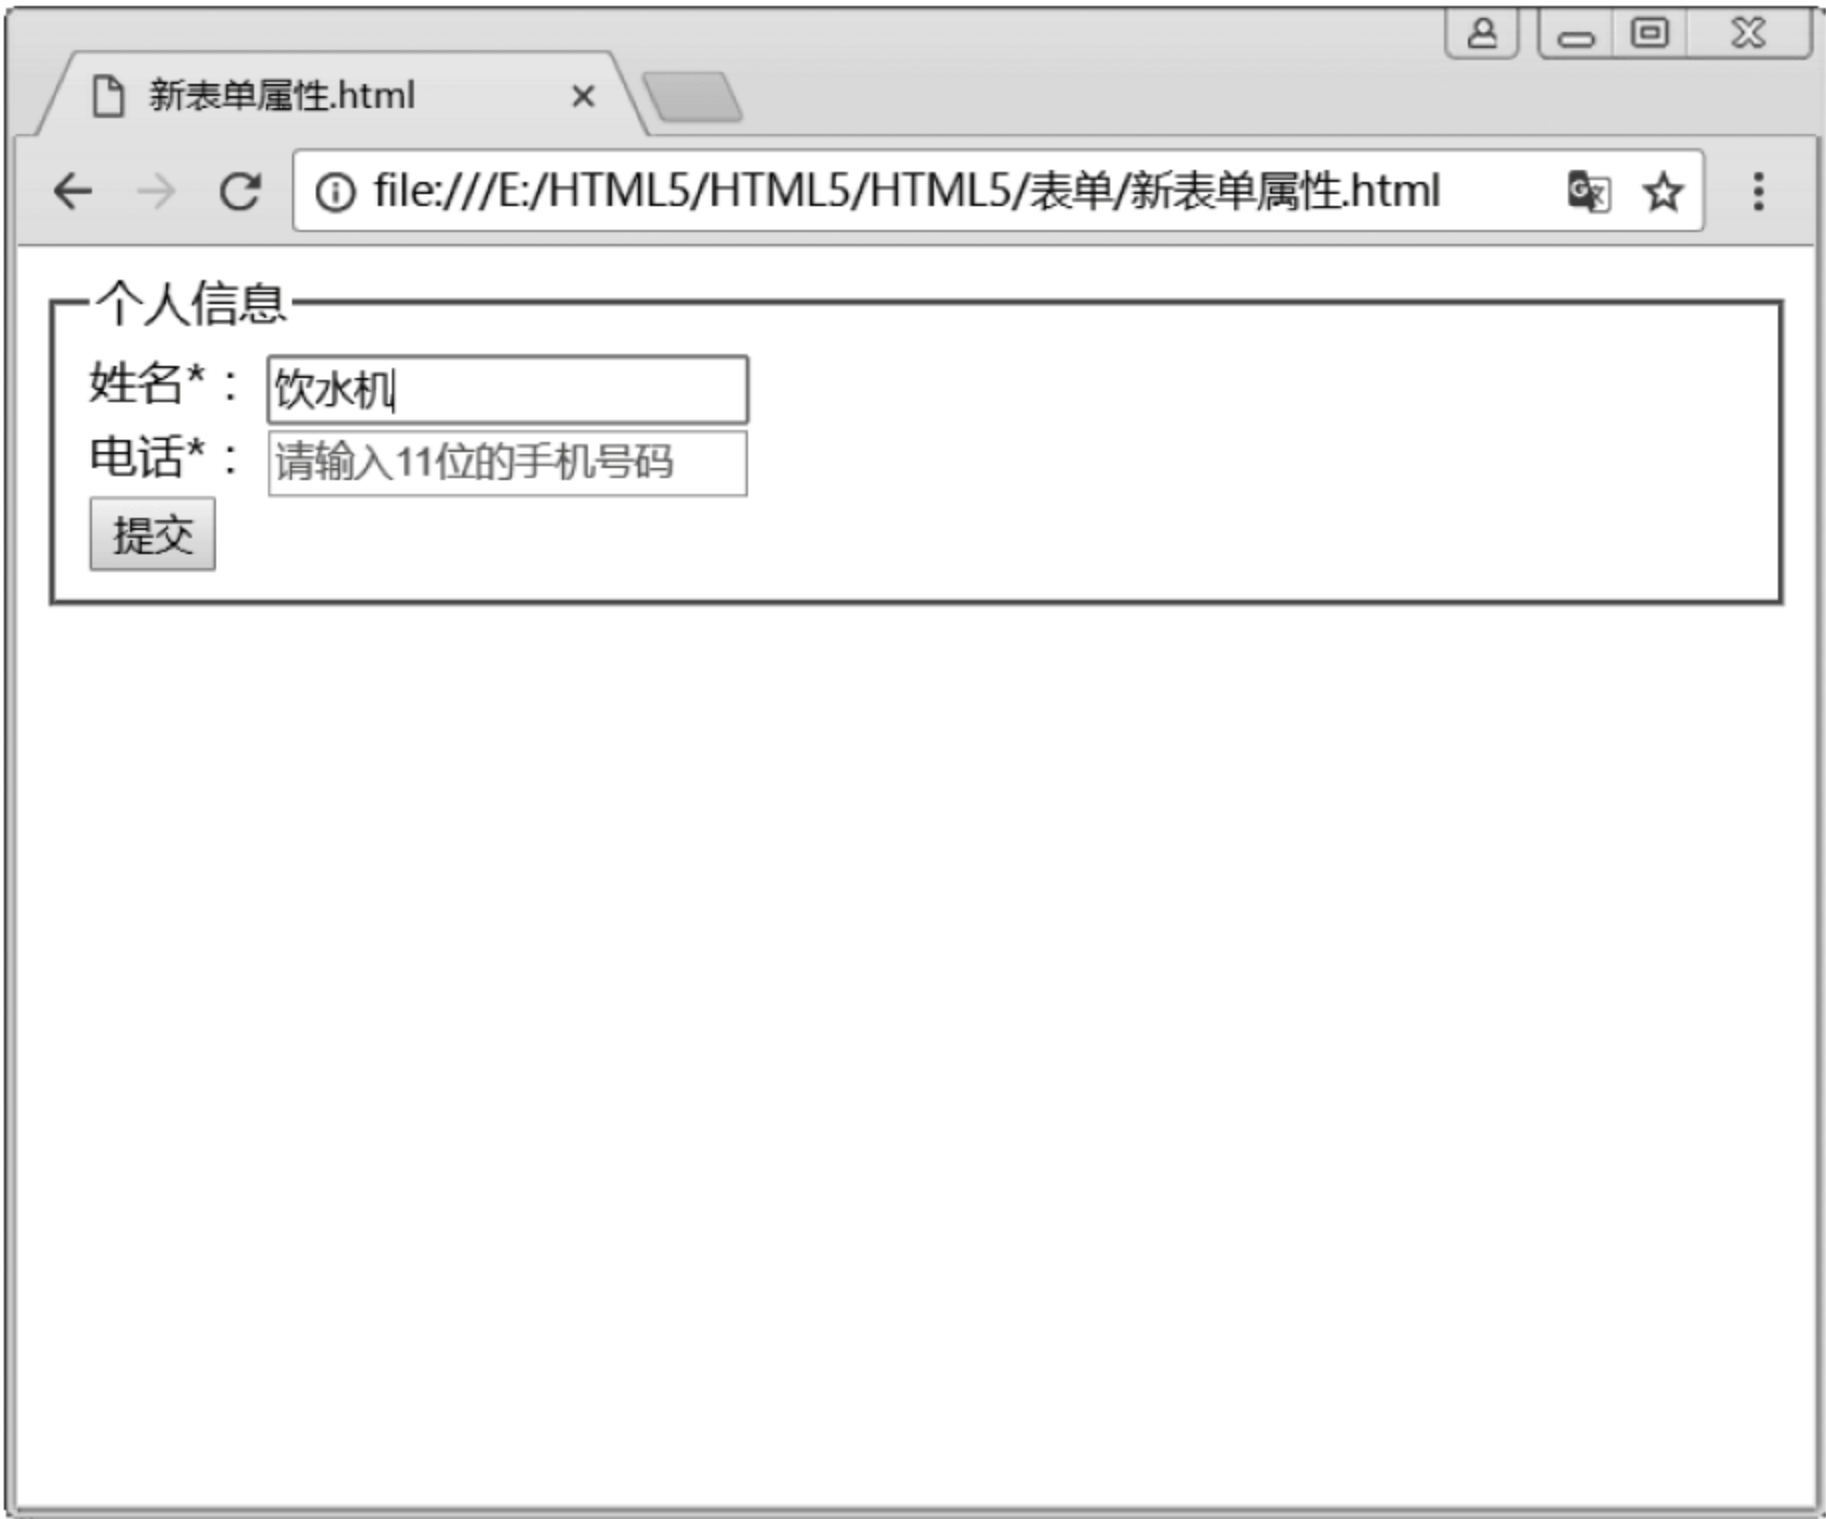 新表单属性.html
file:///E:/HTML5/HTML5/HTML5/表单/新表单属性.html
个人信息
姓名*： 饮水机
电话*： 请输入11位的手机号码
提交